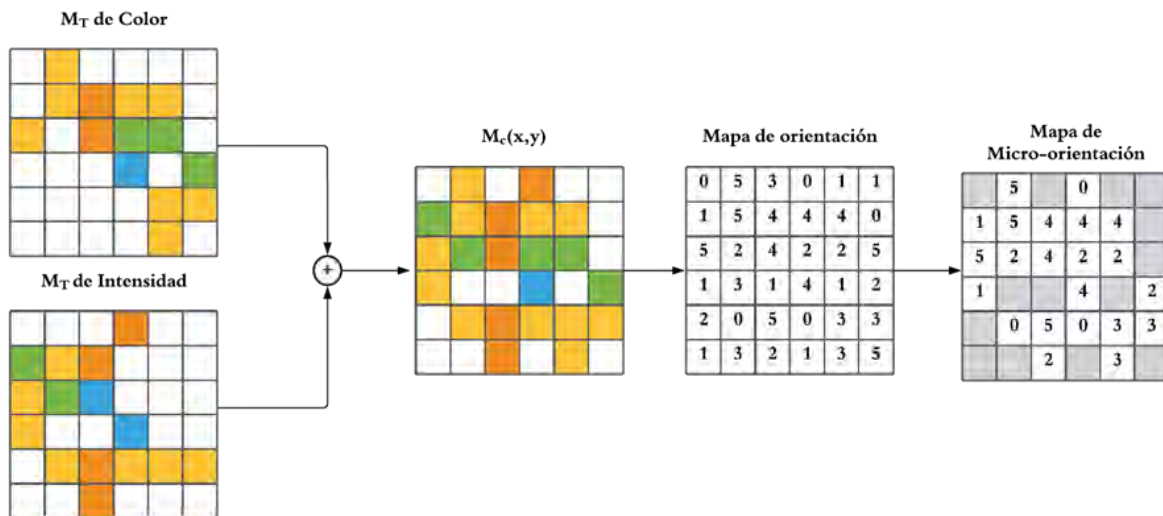 M_T de Color
M_T de Intensidad
+
M_c(x,y)
Mapa de orientación
0 5 3 0 1 1
1 5 4 4 4 0
5 2 4 2 2 5
1 3 1 4 1 2
2 0 5 0 3 3
1 3 2 1 3 5
Mapa de
Micro-orientación
5 0
1 5 4 4 4
5 2 4 2 2
1 4 2
0 5 0 3 3
2 3